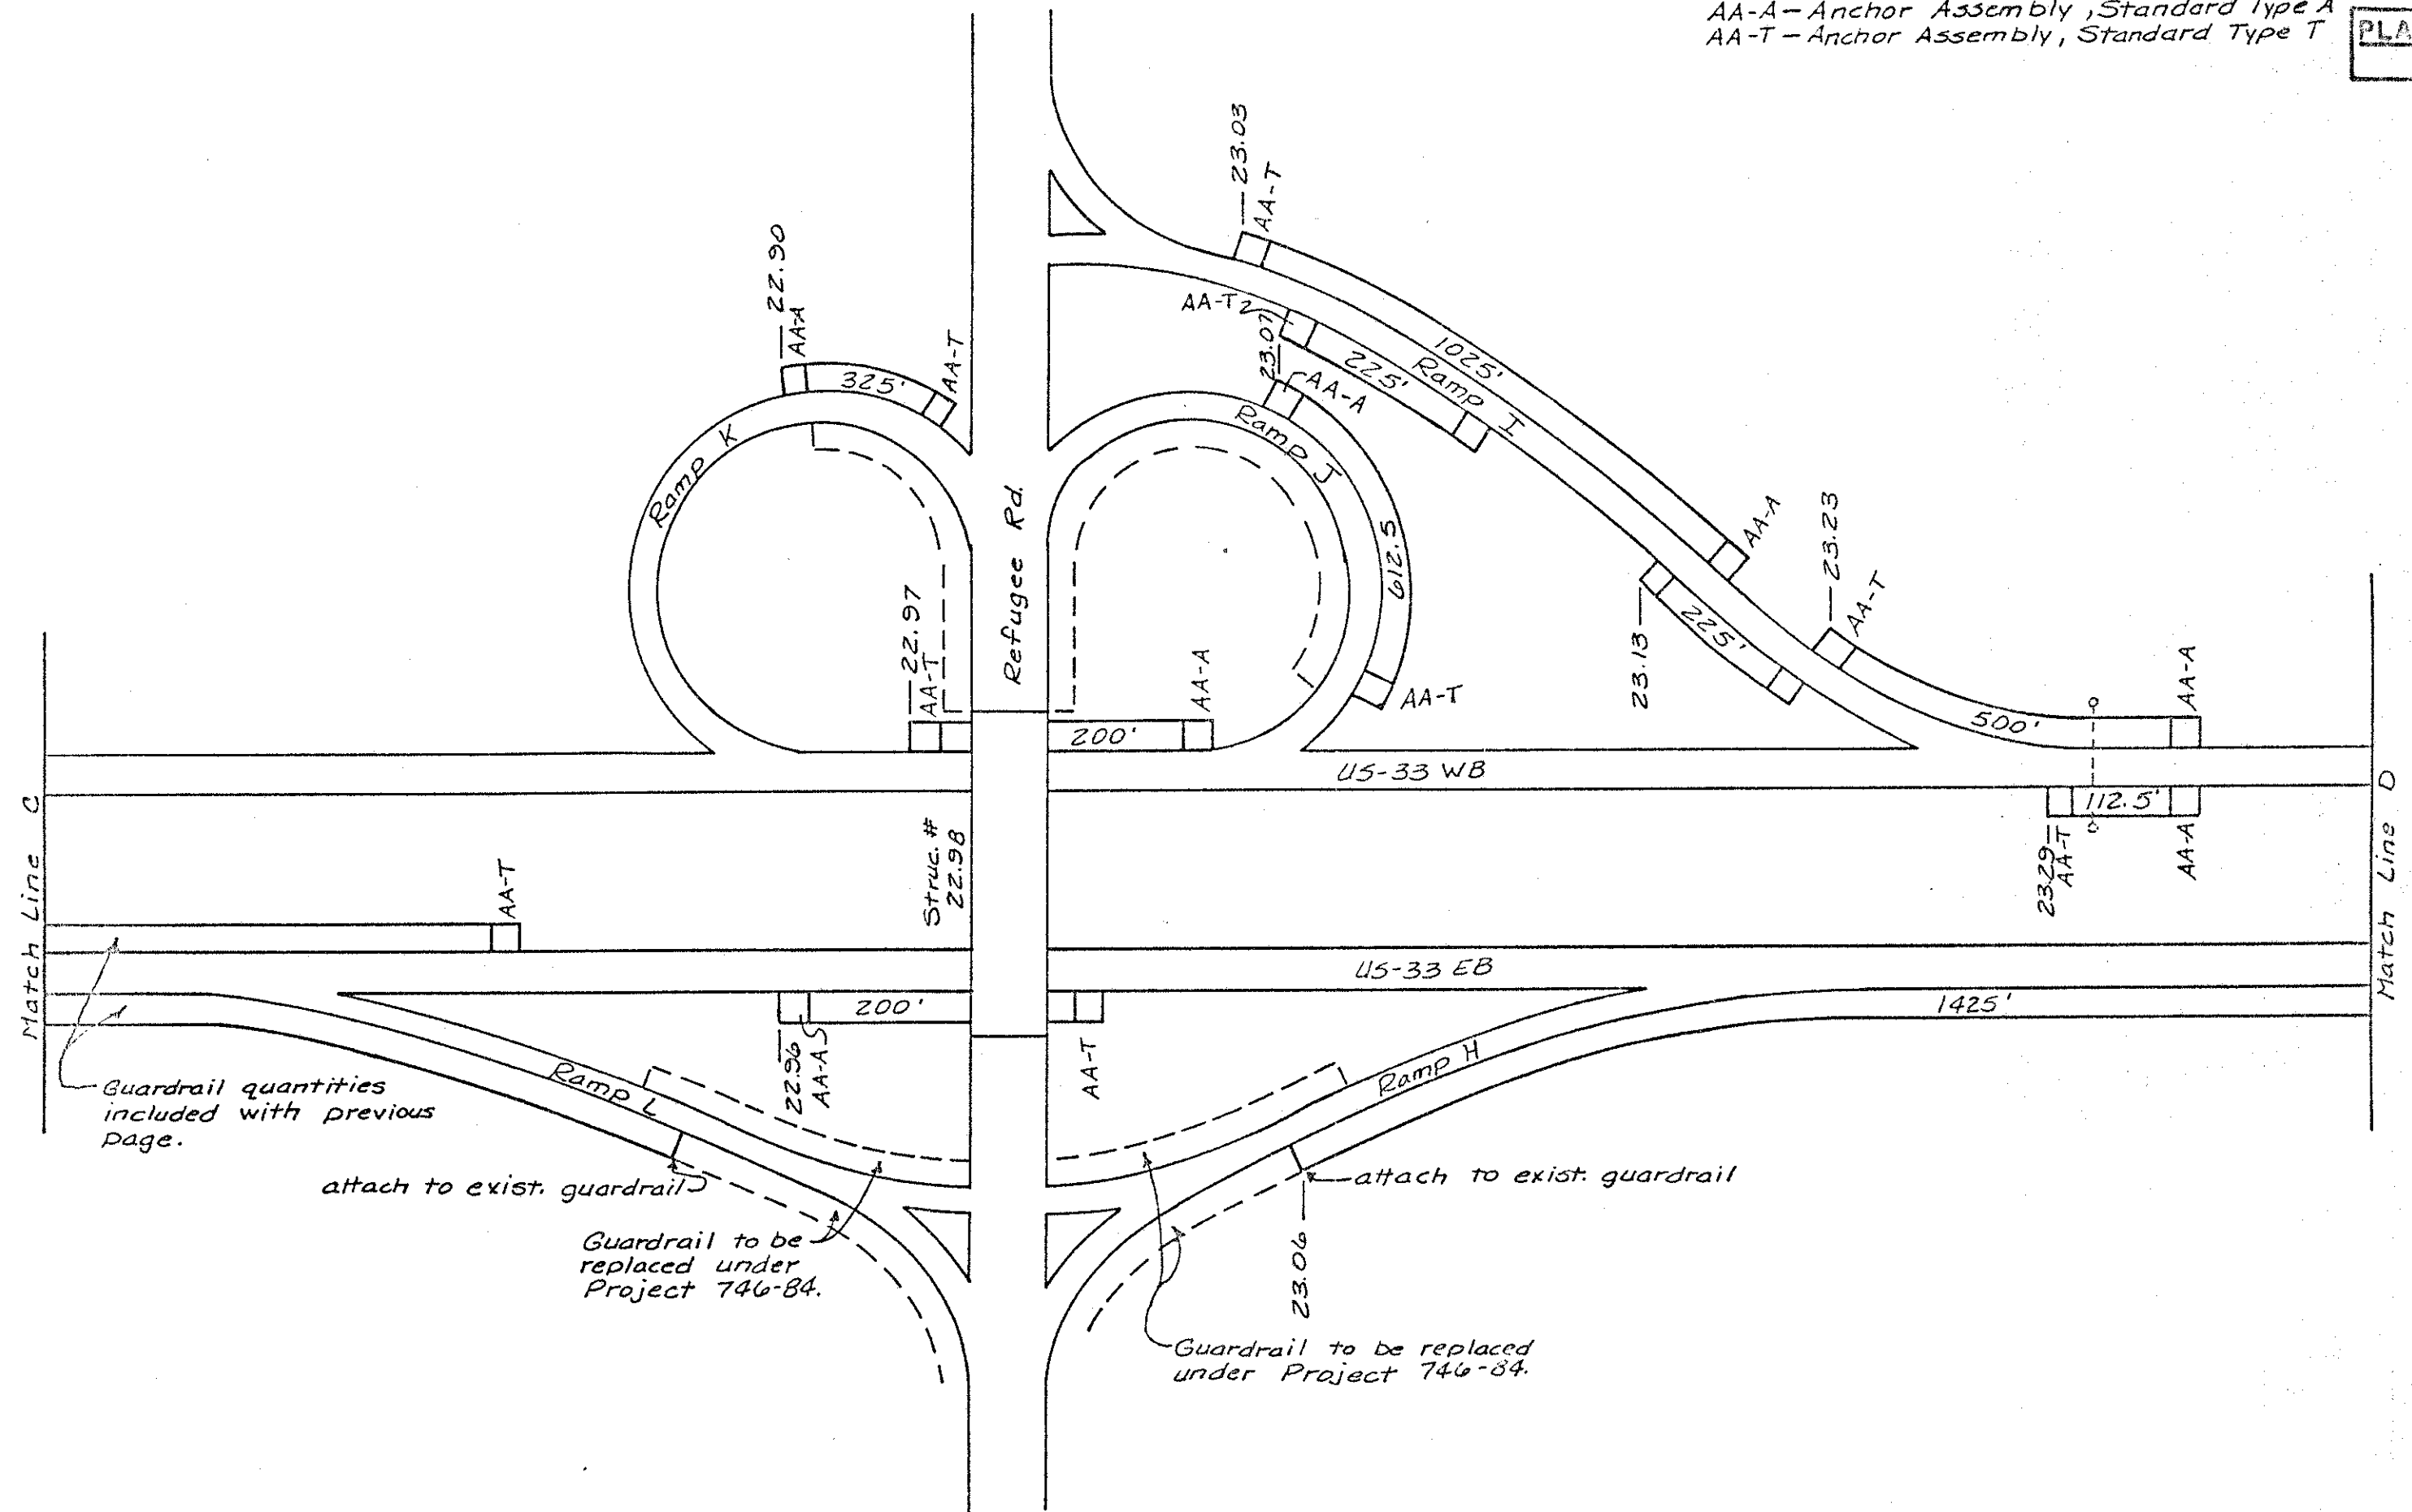 AA-A — Anchor Assembly, Standard Type A
AA-T — Anchor Assembly, Standard Type T
23.03
AA-T
22.90
AA-A
AA-T
325'
AA-T
23.07
AA-A
225'
Ramp I
1025'
Ramp K
Ramp J
612.5
Refugee Rd.
AA-A
23.23
AA-T
22.97
AA-T
AA-A
AA-T
23.13
225'
AA-A
200'
500'
US-33 WB
112.5'
Match Line C
Match Line D
Struc. #
22.98
23.29
AA-T
AA-A
AA-T
US-33 EB
200'
1425'
22.96
AA-A
AA-T
Ramp L
Ramp H
Guardrail quantities
included with previous
page.
attach to exist. guardrail
attach to exist. guardrail
Guardrail to be
replaced under
Project 746-84.
23.06
Guardrail to be replaced
under Project 746-84.